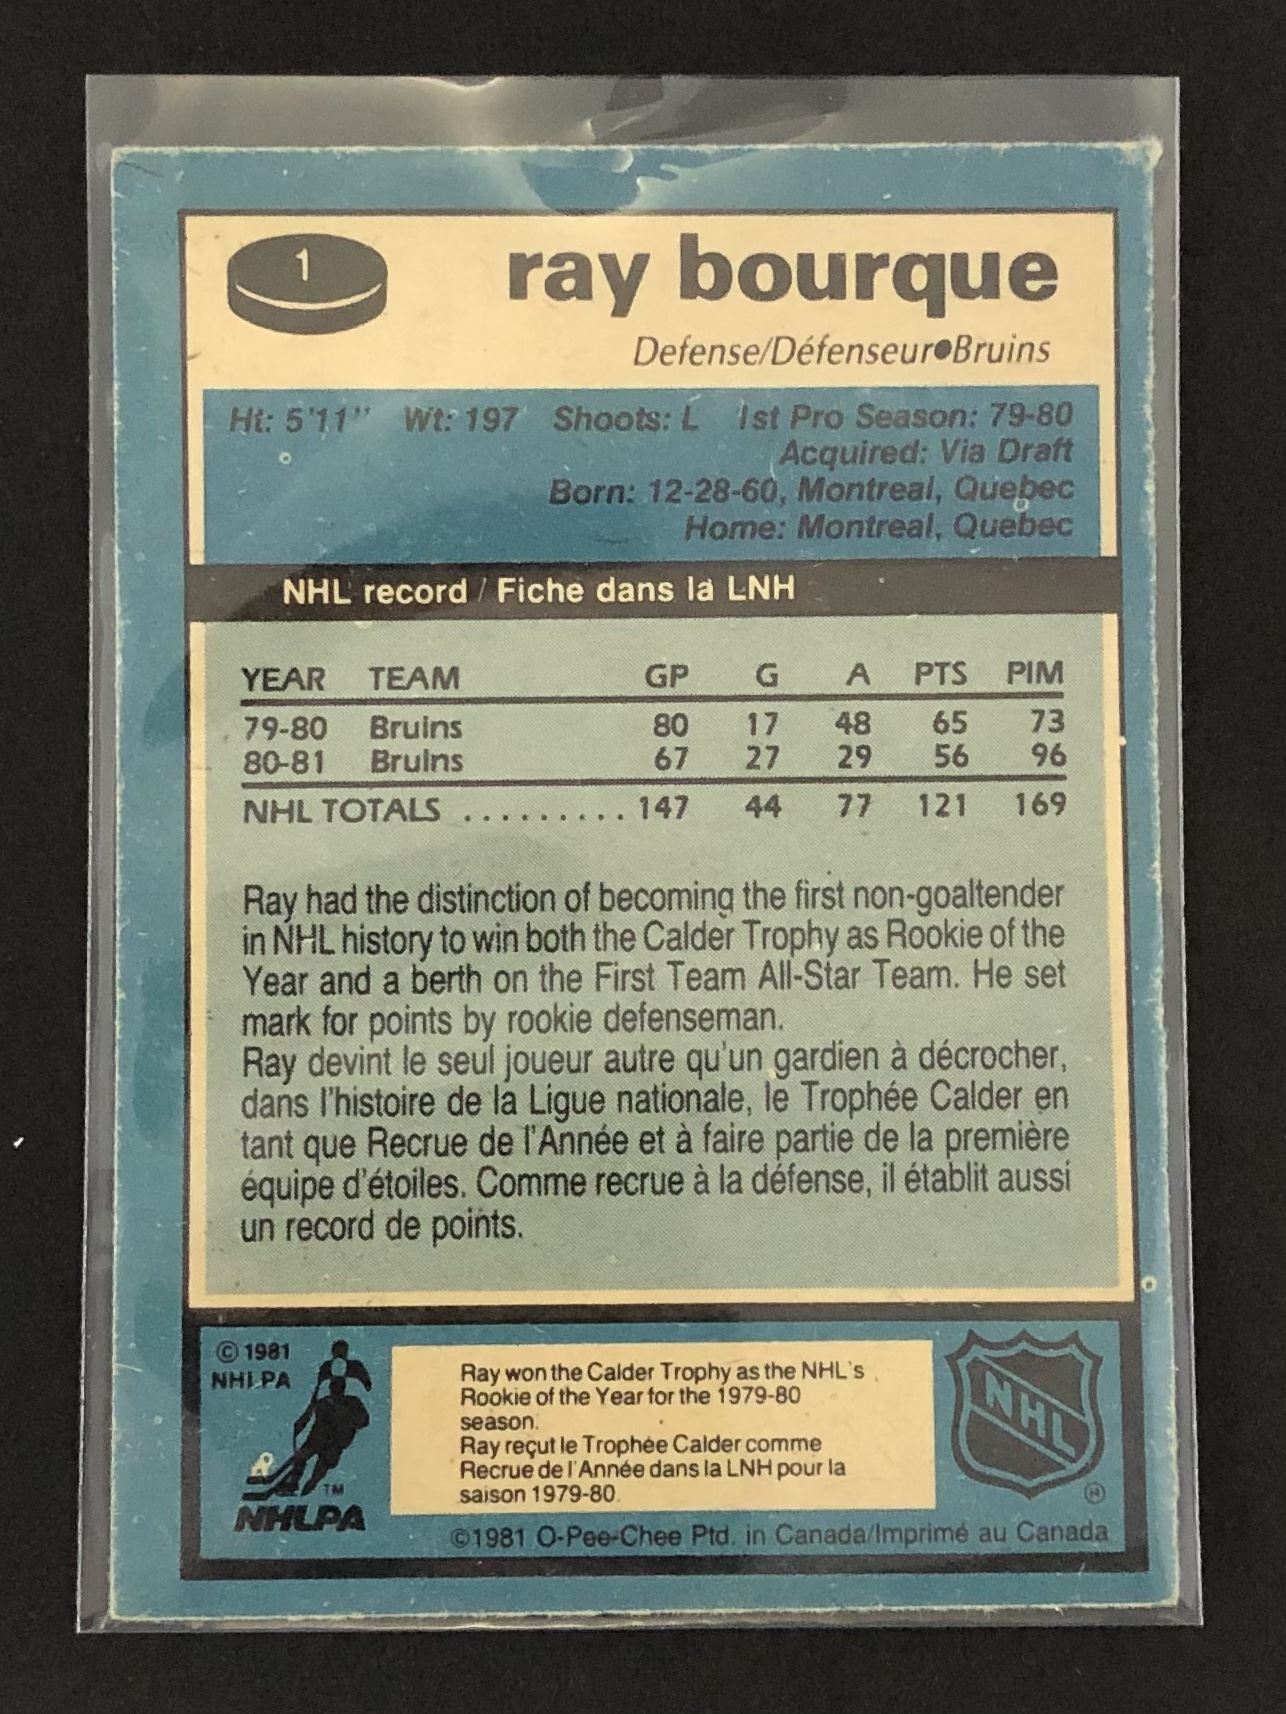 1
ray bourque
Defense/Défenseur●Bruins
Ht: 5'11" Wt: 197 Shoots: L 1st Pro Season: 79-80
Acquired: Via Draft
Born: 12-28-60, Montreal, Quebec
Home: Montreal, Quebec
NHL record / Fiche dans la LNH
YEAR TEAM GP G A PTS PIM
79-80 Bruins 80 17 48 65 73
80-81 Bruins 67 27 29 56 96
NHL TOTALS ......... 147 44 77 121 169
Ray had the distinction of becoming the first non-goaltender
in NHL history to win both the Calder Trophy as Rookie of the
Year and a berth on the First Team All-Star Team. He set
mark for points by rookie defenseman.
Ray devint le seul joueur autre qu'un gardien à décrocher,
dans l'histoire de la Ligue nationale, le Trophée Calder en
tant que Recrue de l'Année et à faire partie de la première
équipe d'étoiles. Comme recrue à la défense, il établit aussi
un record de points.
© 1981
NHLPA
TM
NHLPA
Ray won the Calder Trophy as the NHL's
Rookie of the Year for the 1979-80
season.
Ray reçut le Trophée Calder comme
Recrue de l'Année dans la LNH pour la
saison 1979-80.
NHL
®
©1981 O-Pee-Chee Ptd. in Canada/Imprimé au Canada